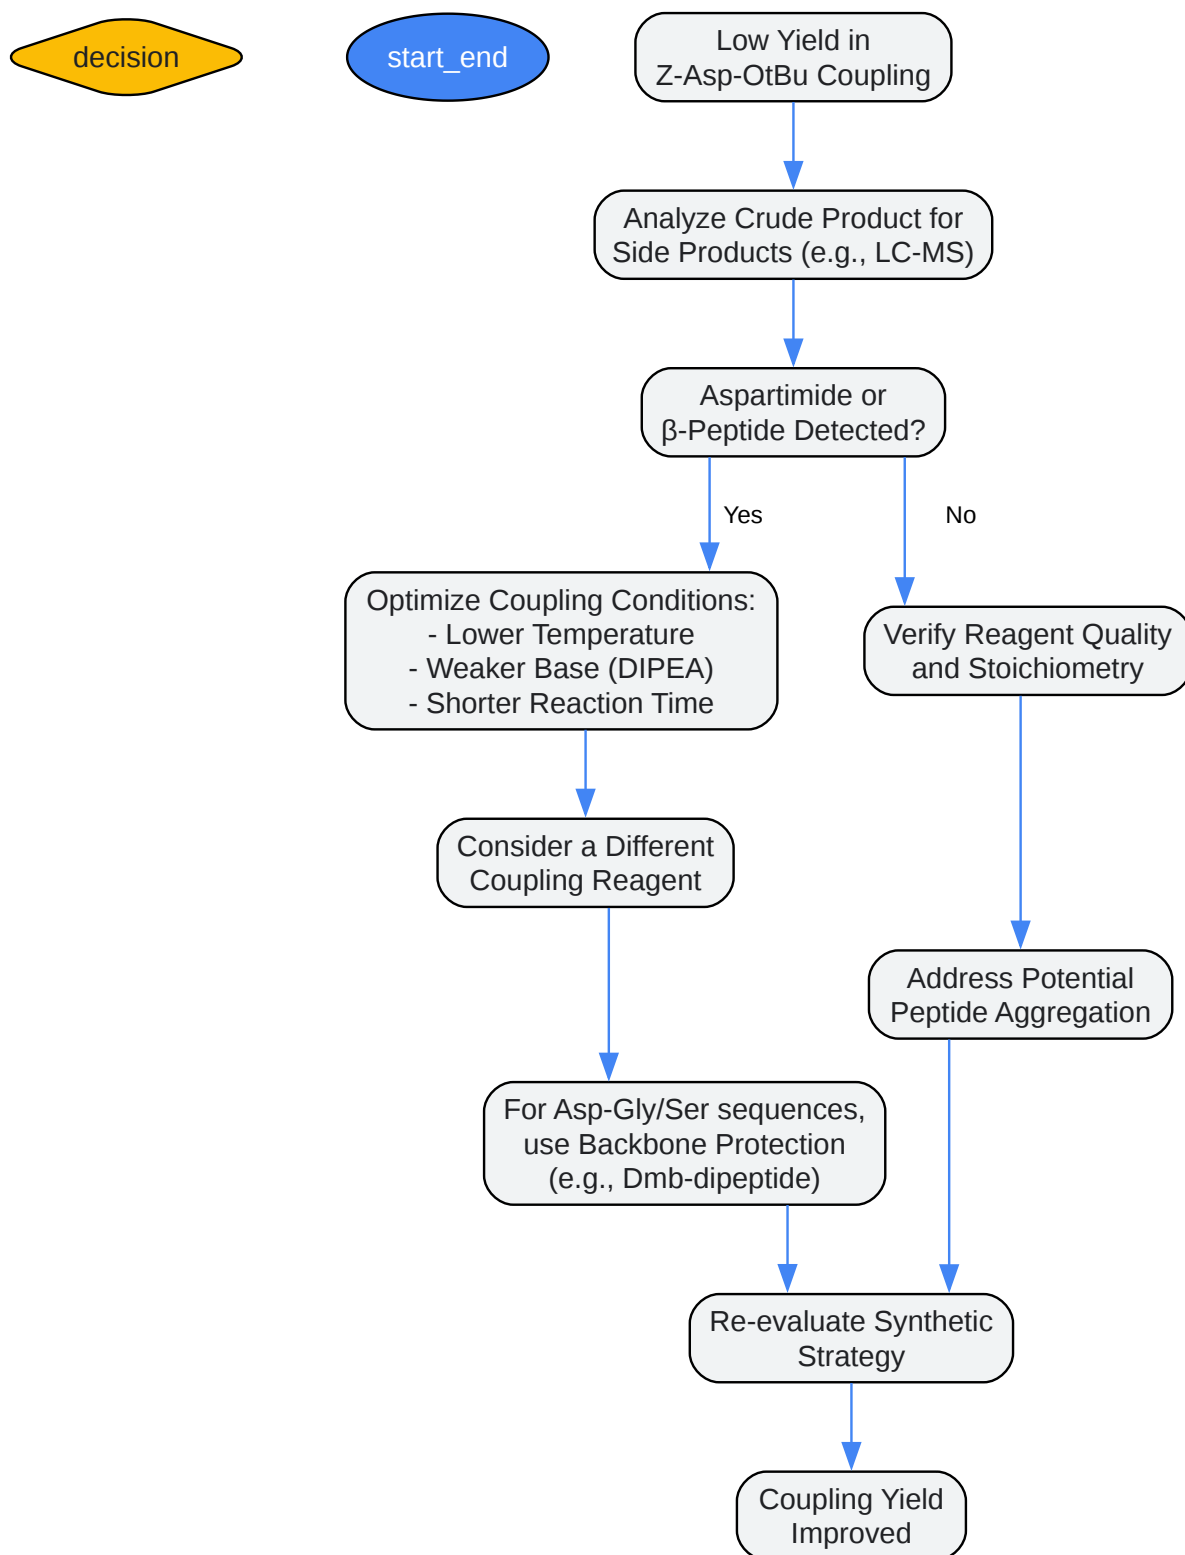 decision
start_end
Low Yield in
Z-Asp-OtBu Coupling
Analyze Crude Product for
Side Products (e.g., LC-MS)
Aspartimide or
β-Peptide Detected?
Yes
No
Optimize Coupling Conditions:
- Lower Temperature
- Weaker Base (DIPEA)
- Shorter Reaction Time
Verify Reagent Quality
and Stoichiometry
Consider a Different
Coupling Reagent
Address Potential
Peptide Aggregation
For Asp-Gly/Ser sequences,
use Backbone Protection
(e.g., Dmb-dipeptide)
Re-evaluate Synthetic
Strategy
Coupling Yield
Improved